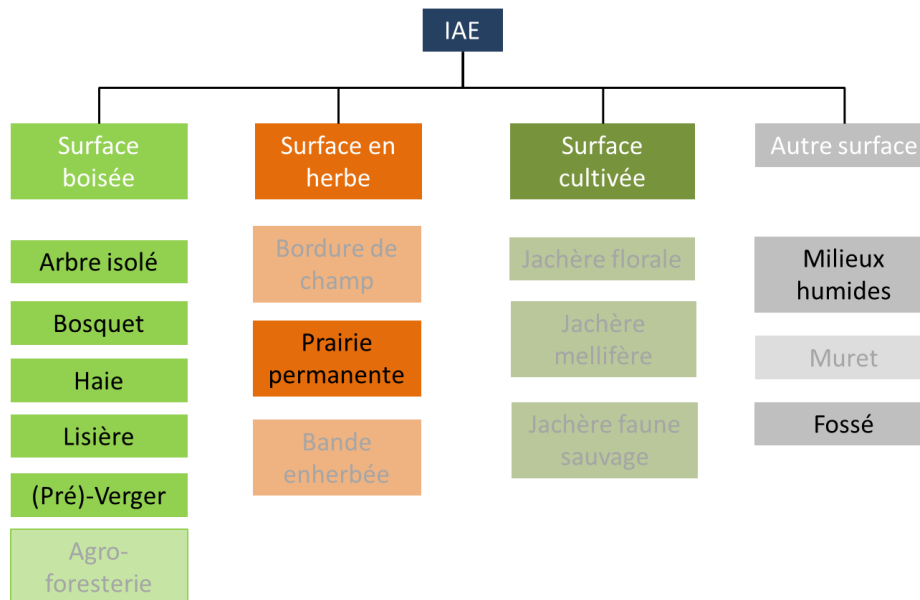 IAE
Surface
boisée
Surface en
herbe
Surface
cultivée
Autre surface
Arbre isolé
Bosquet
Haie
Lisière
(Pré)-Verger
Agro-
foresterie
Bordure de
champ
Prairie
permanente
Bande
enherbée
Jachère florale
Jachère
mellifère
Jachère faune
sauvage
Milieux
humides
Muret
Fossé